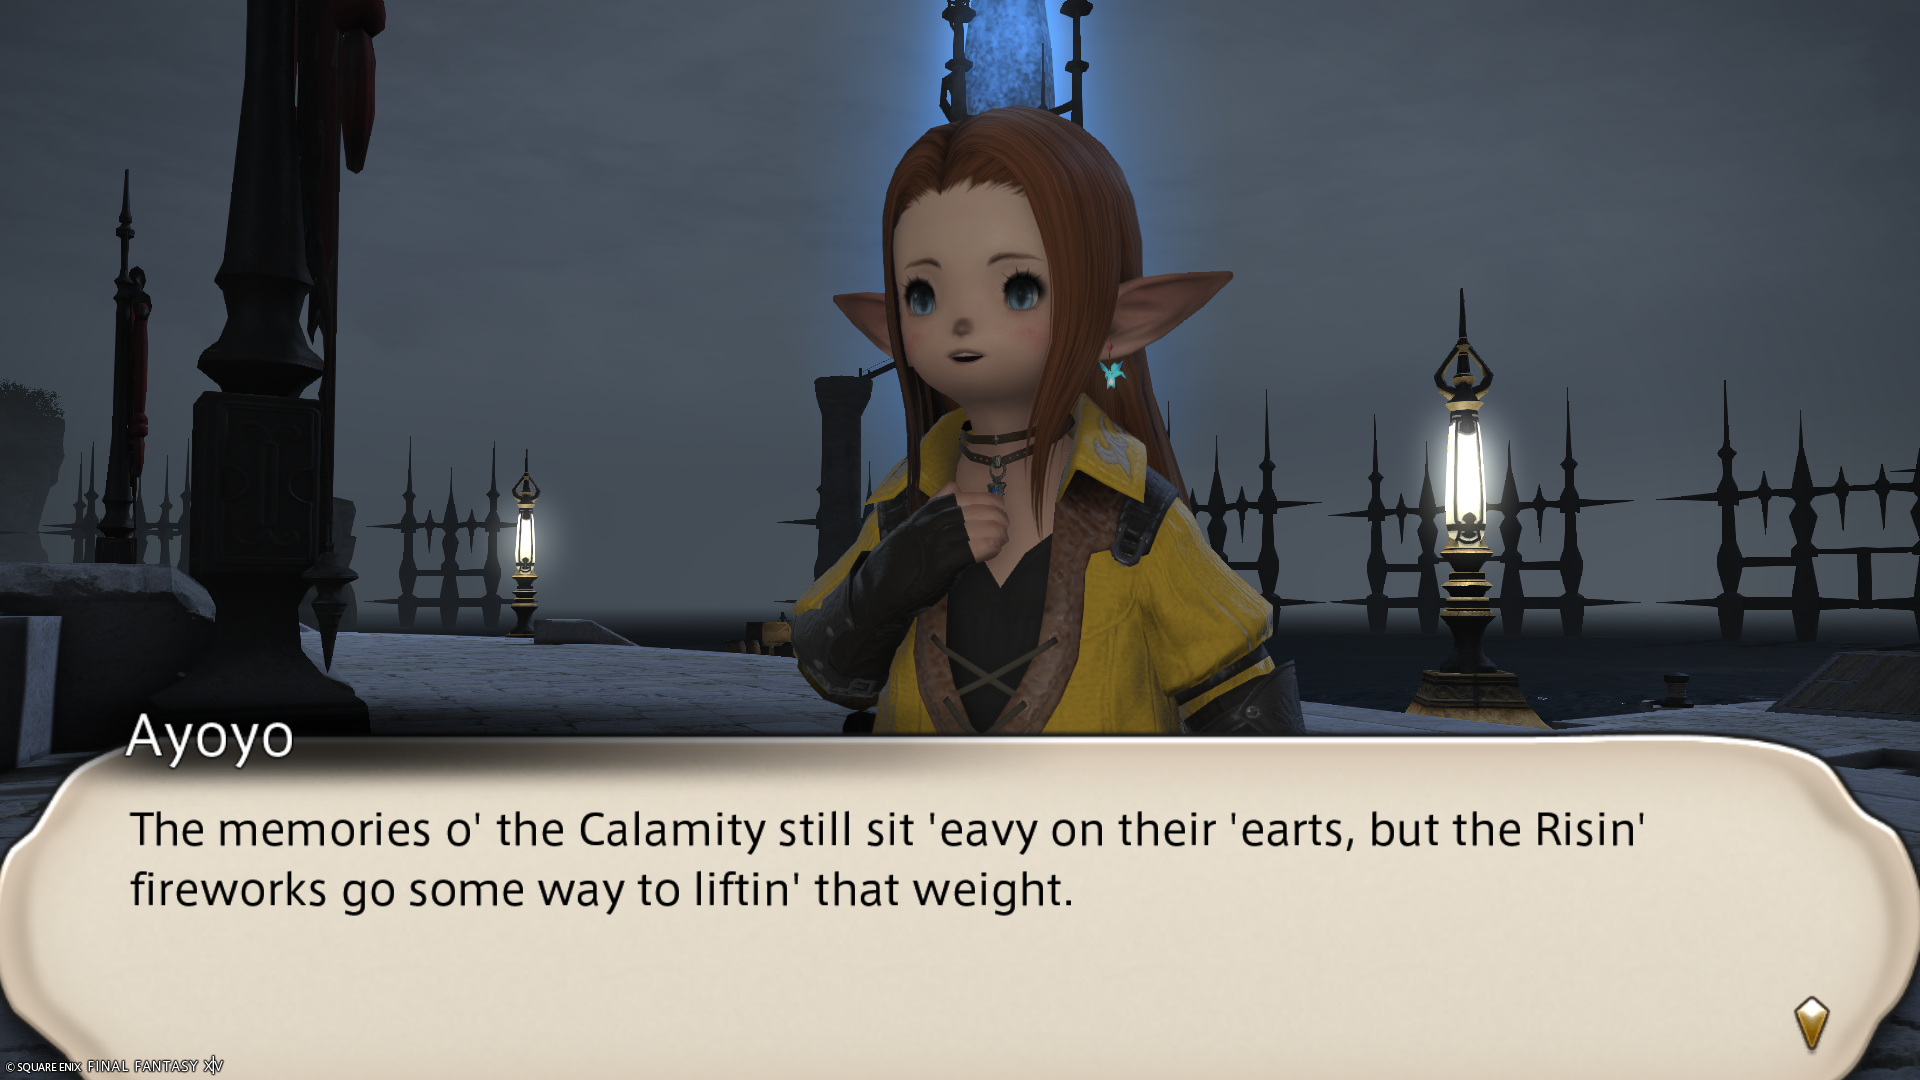 Ayoyo
The memories o' the Calamity still sit 'eavy on their 'earts, but the Risin'
fireworks go some way to liftin' that weight.
© SQUARE ENIX FINAL FANTASY XIV